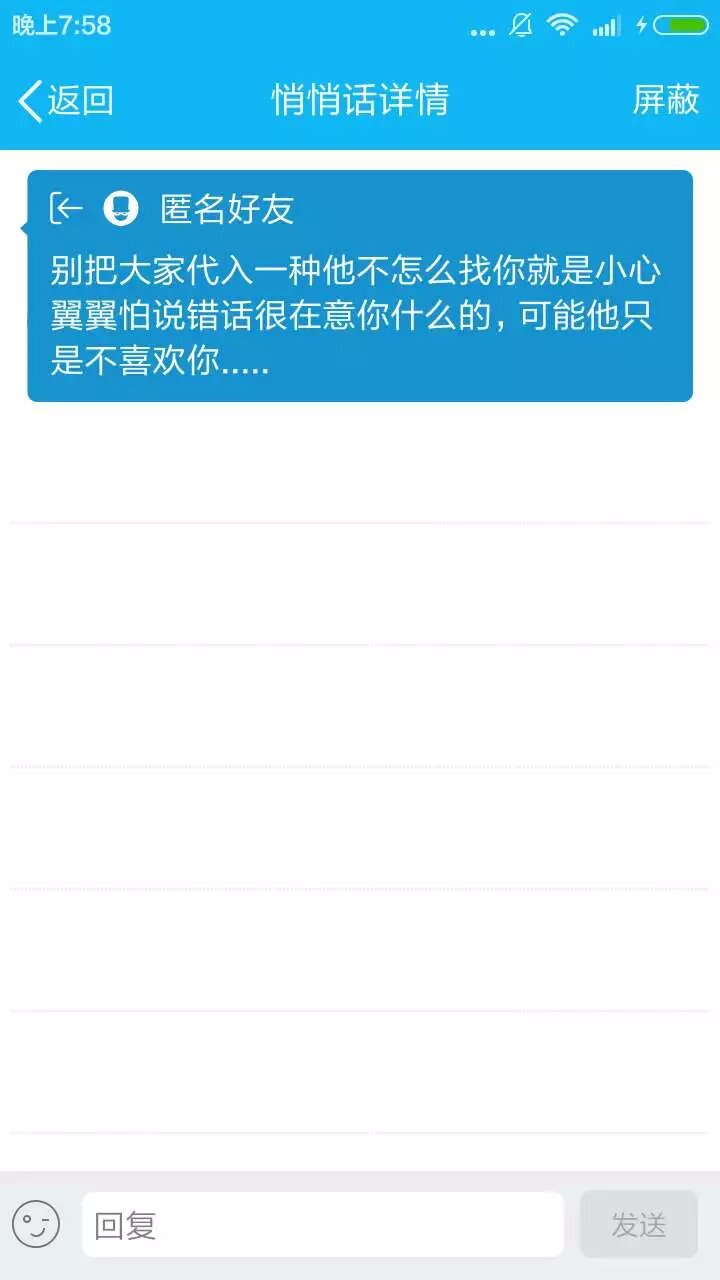 晚上7:58
返回 悄悄话详情 屏蔽
匿名好友
别把大家代入一种他不怎么找你就是小心
翼翼怕说错话很在意你什么的，可能他只
是不喜欢你.....
回复 发送